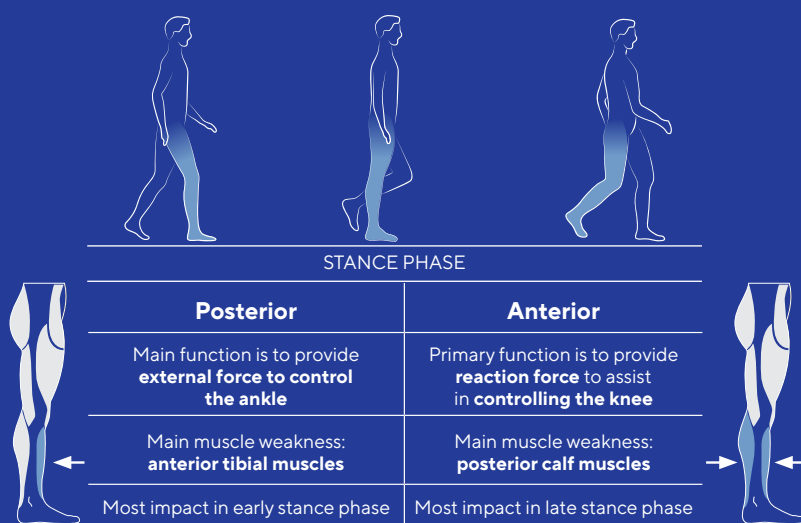 STANCE PHASE
Posterior
Anterior
Main function is to provide
external force to control
the ankle
Primary function is to provide
reaction force to assist
in controlling the knee
Main muscle weakness:
anterior tibial muscles
Main muscle weakness:
posterior calf muscles
Most impact in early stance phase
Most impact in late stance phase